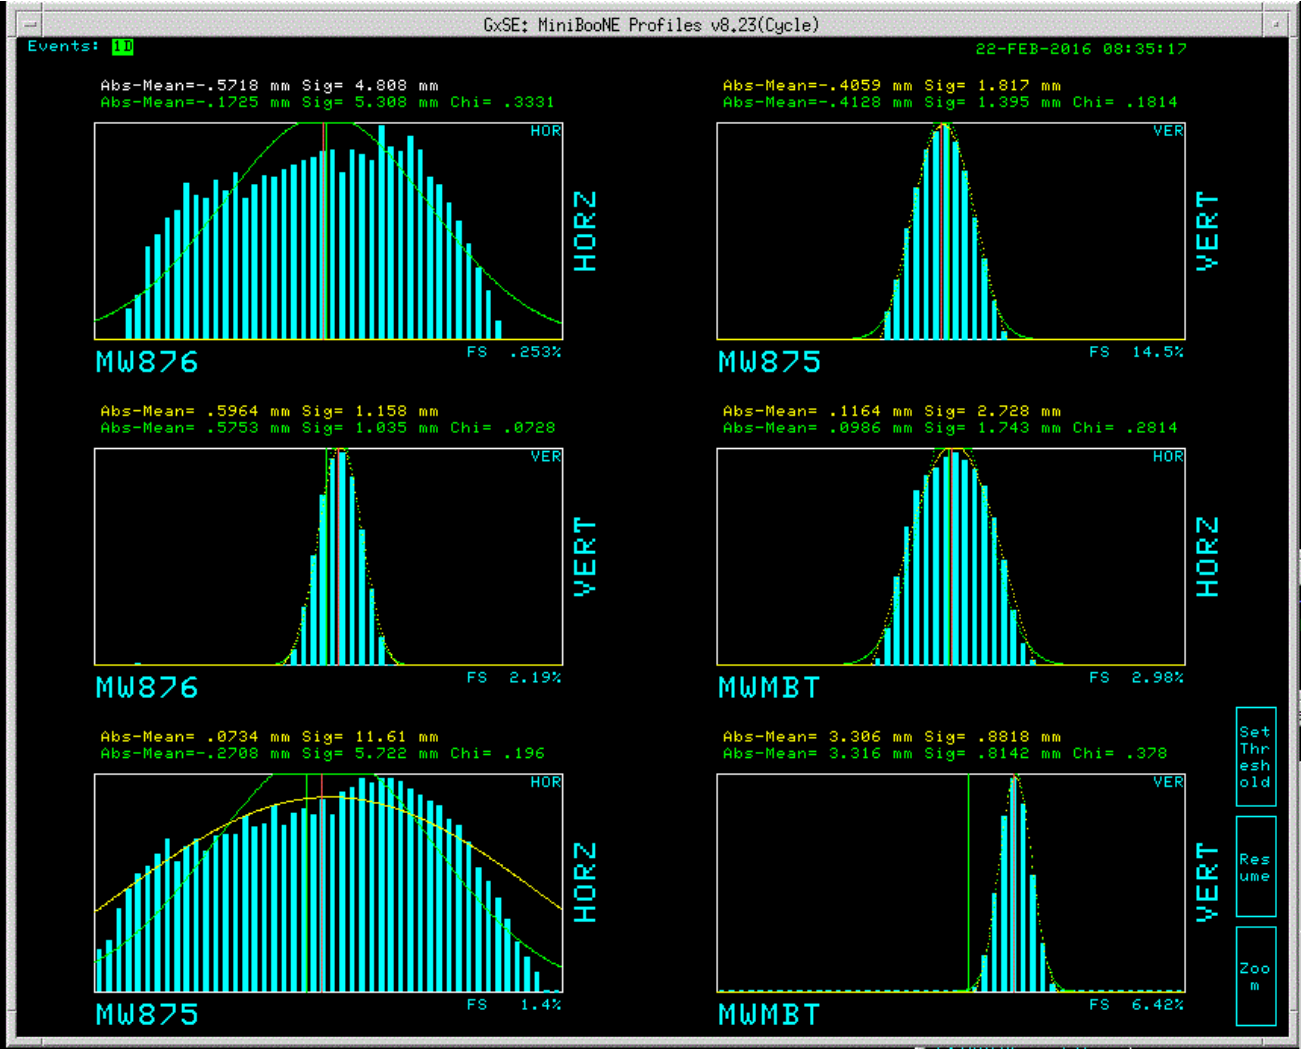 GxSE: MiniBooNE Profiles v8.23(Cycle)
Events: 1D
22-FEB-2016 08:35:17
Abs-Mean=-.5718 mm Sig= 4.808 mm
Abs-Mean=-.1725 mm Sig= 5.308 mm Chi= .3331
HOR
HORZ
MW876
FS .253%
Abs-Mean=-.4059 mm Sig= 1.817 mm
Abs-Mean=-.4128 mm Sig= 1.395 mm Chi= .1814
VER
VERT
MW875
FS 14.5%
Abs-Mean= .5964 mm Sig= 1.158 mm
Abs-Mean= .5753 mm Sig= 1.035 mm Chi= .0728
VER
VERT
MW876
FS 2.19%
Abs-Mean= .1164 mm Sig= 2.728 mm
Abs-Mean= .0986 mm Sig= 1.743 mm Chi= .2814
HOR
HORZ
MWMBT
FS 2.98%
Abs-Mean= .0734 mm Sig= 11.61 mm
Abs-Mean=-.2708 mm Sig= 5.722 mm Chi= .196
HOR
HORZ
MW875
FS 1.4%
Abs-Mean= 3.306 mm Sig= .8818 mm
Abs-Mean= 3.316 mm Sig= .8142 mm Chi= .378
VER
VERT
MWMBT
FS 6.42%
Set
Thr
esh
old
Res
ume
Zoo
m